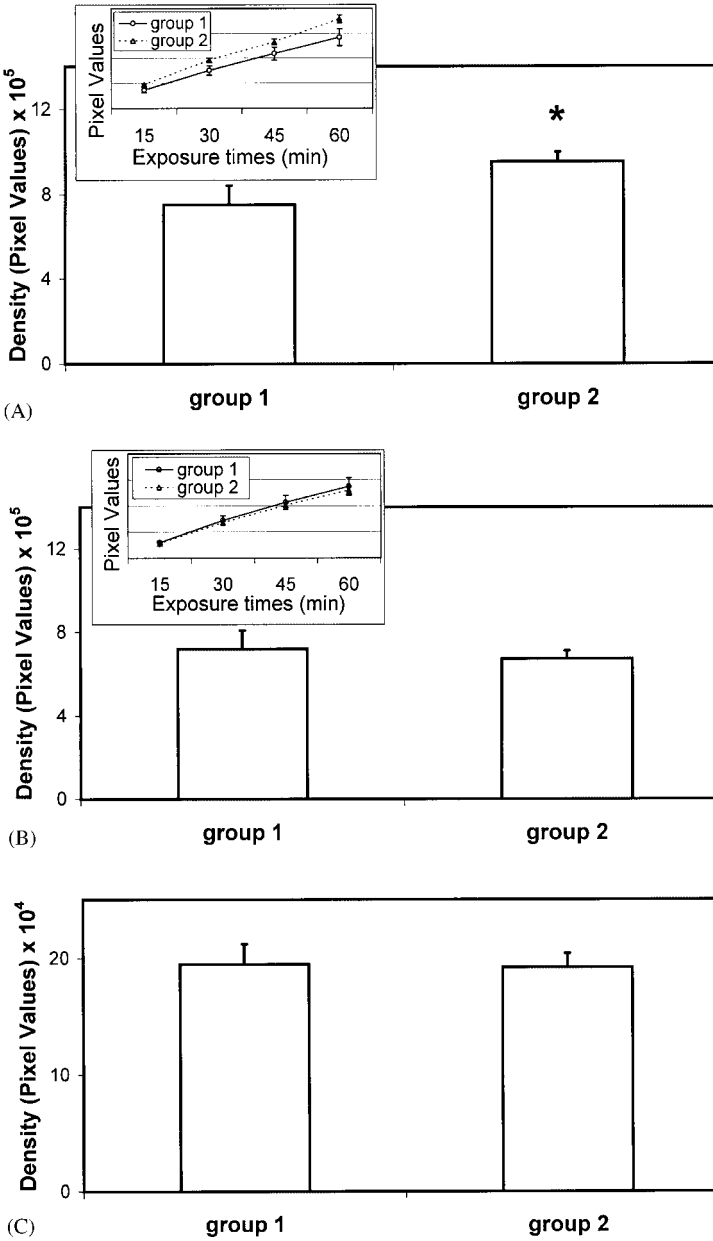 group 1
group 2
Pixel Values
15 30 45 60
Exposure times (min)
Density (Pixel Values) x 10⁵
12
8
4
0
*
group 1 group 2
(A)
group 1
group 2
Pixel Values
15 30 45 60
Exposure times (min)
Density (Pixel Values) x 10⁵
12
8
4
0
group 1 group 2
(B)
Density (Pixel Values) x 10⁴
20
10
0
group 1 group 2
(C)